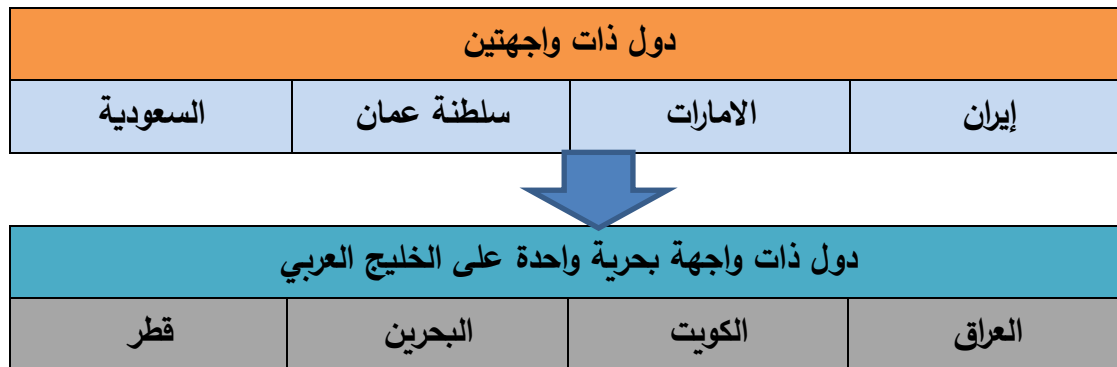 دول ذات واجهتين
إيران الامارات سلطنة عمان السعودية
دول ذات واجهة بحرية واحدة على الخليج العربي
العراق الكويت البحرين قطر